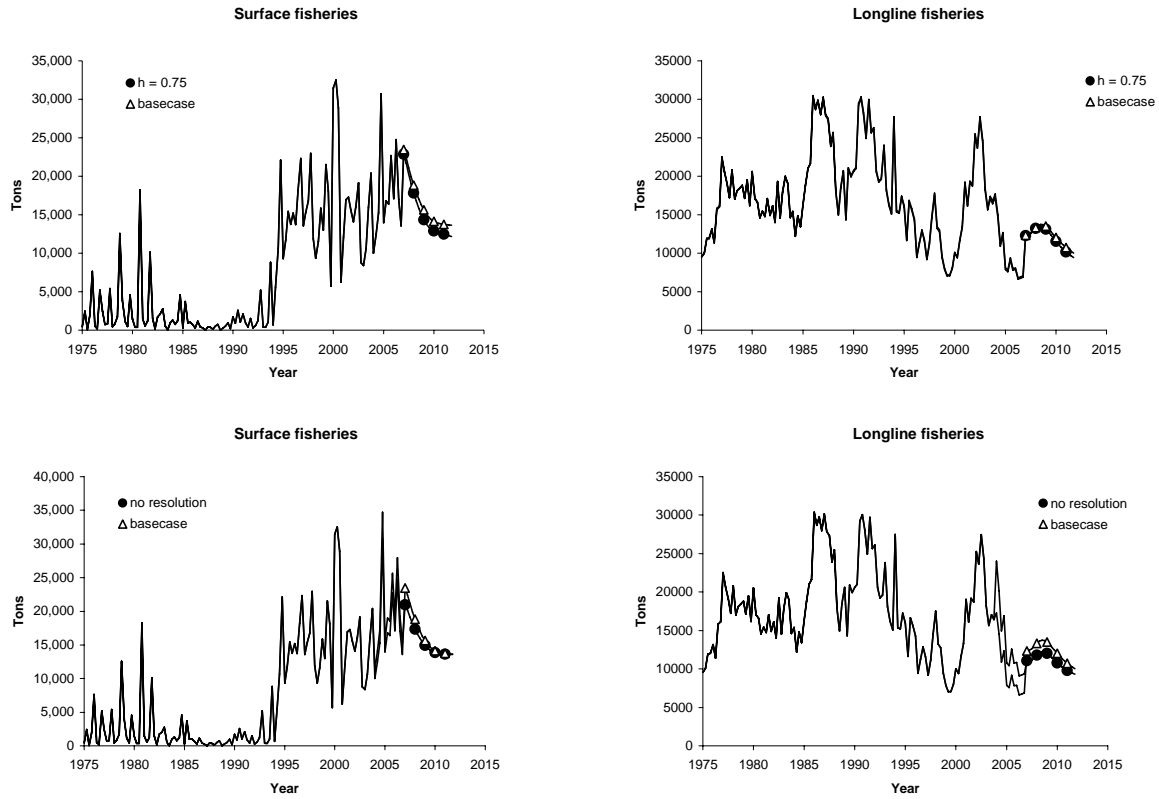 Surface fisheries
35,000
30,000
25,000
20,000
15,000
10,000
5,000
0
Tons
h = 0.75
basecase
1975 1980 1985 1990 1995 2000 2005 2010 2015
Year
Longline fisheries
35000
30000
25000
20000
15000
10000
5000
0
Tons
h = 0.75
basecase
1975 1980 1985 1990 1995 2000 2005 2010 2015
Year
Surface fisheries
40,000
35,000
30,000
25,000
20,000
15,000
10,000
5,000
0
Tons
no resolution
basecase
1975 1980 1985 1990 1995 2000 2005 2010 2015
Year
Longline fisheries
35000
30000
25000
20000
15000
10000
5000
0
Tons
no resolution
basecase
1975 1980 1985 1990 1995 2000 2005 2010 2015
Year